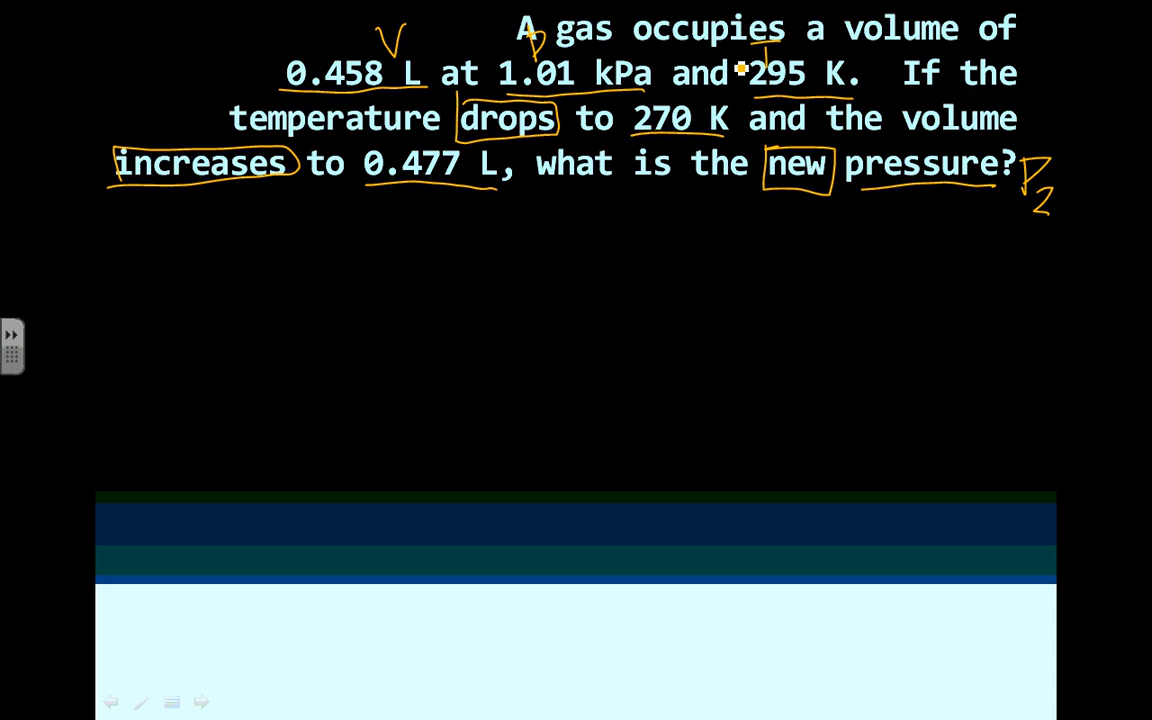 V P T
A gas occupies a volume of
0.458 L at 1.01 kPa and 295 K. If the
temperature drops to 270 K and the volume
increases to 0.477 L, what is the new pressure? P2